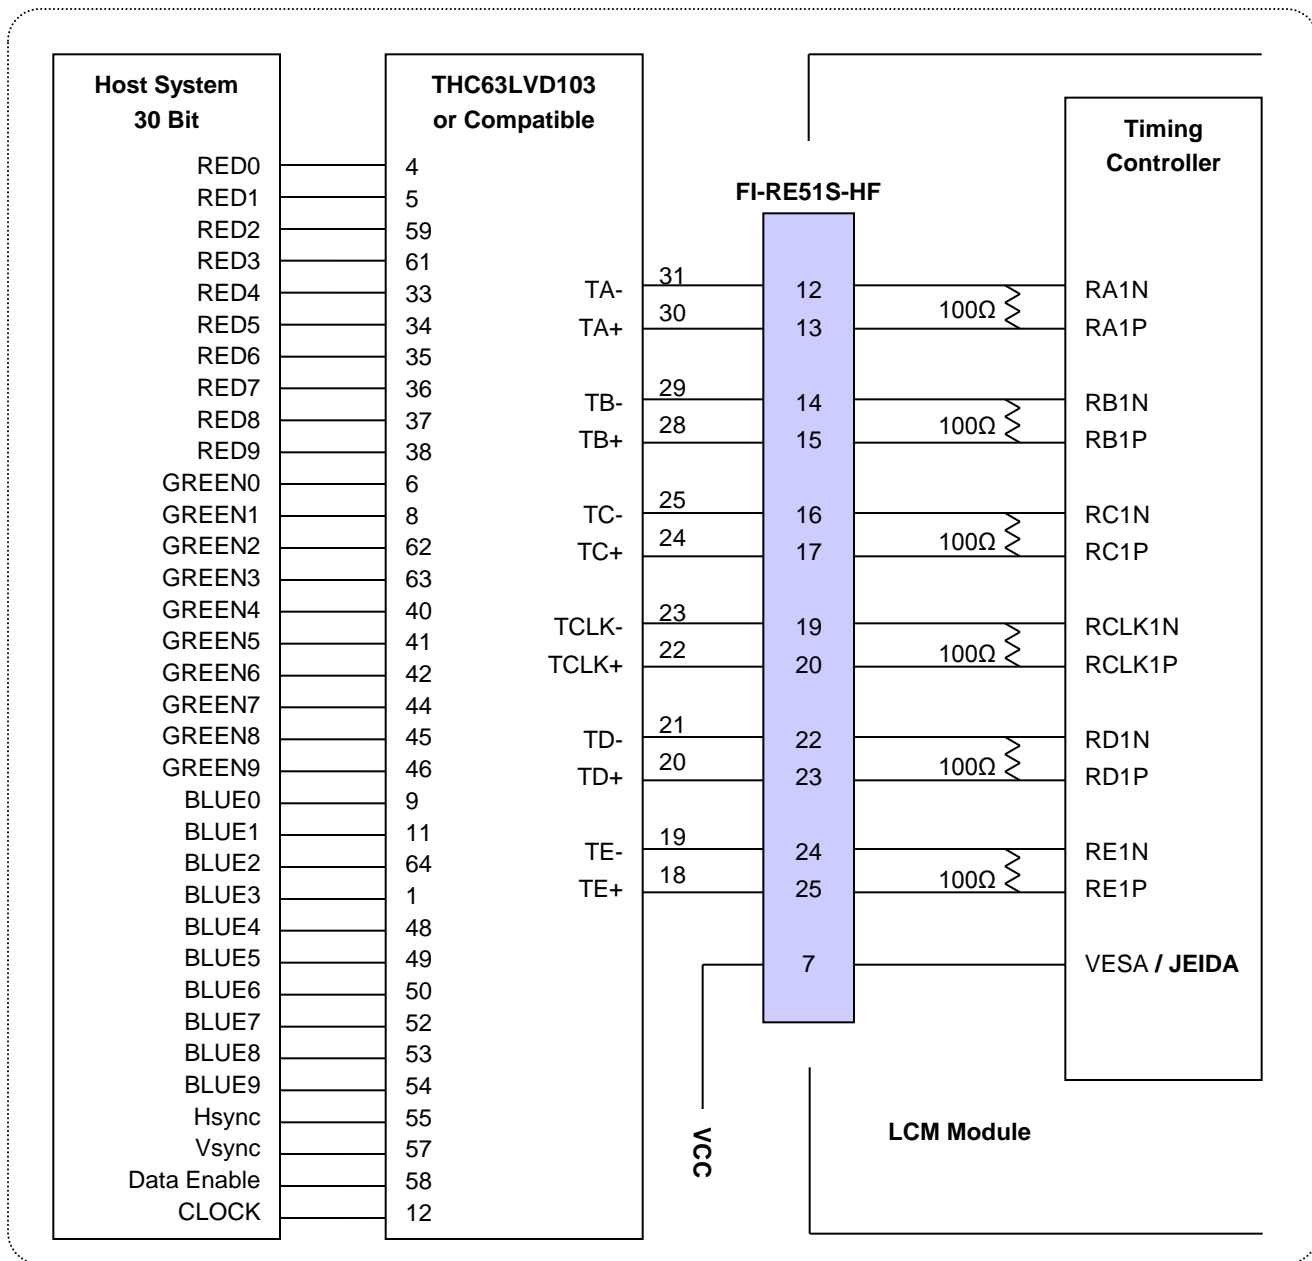 Host System
30 Bit
RED0
RED1
RED2
RED3
RED4
RED5
RED6
RED7
RED8
RED9
GREEN0
GREEN1
GREEN2
GREEN3
GREEN4
GREEN5
GREEN6
GREEN7
GREEN8
GREEN9
BLUE0
BLUE1
BLUE2
BLUE3
BLUE4
BLUE5
BLUE6
BLUE7
BLUE8
BLUE9
Hsync
Vsync
Data Enable
CLOCK
THC63LVD103
or Compatible
4
5
59
61
33
34
35
36
37
38
6
8
62
63
40
41
42
44
45
46
9
11
64
1
48
49
50
52
53
54
55
57
58
12
TA- 31
TA+ 30
TB- 29
TB+ 28
TC- 25
TC+ 24
TCLK- 23
TCLK+ 22
TD- 21
TD+ 20
TE- 19
TE+ 18
VCC
FI-RE51S-HF
12
13
14
15
16
17
19
20
22
23
24
25
7
100Ω
100Ω
100Ω
100Ω
100Ω
100Ω
Timing
Controller
RA1N
RA1P
RB1N
RB1P
RC1N
RC1P
RCLK1N
RCLK1P
RD1N
RD1P
RE1N
RE1P
VESA / JEIDA
LCM Module